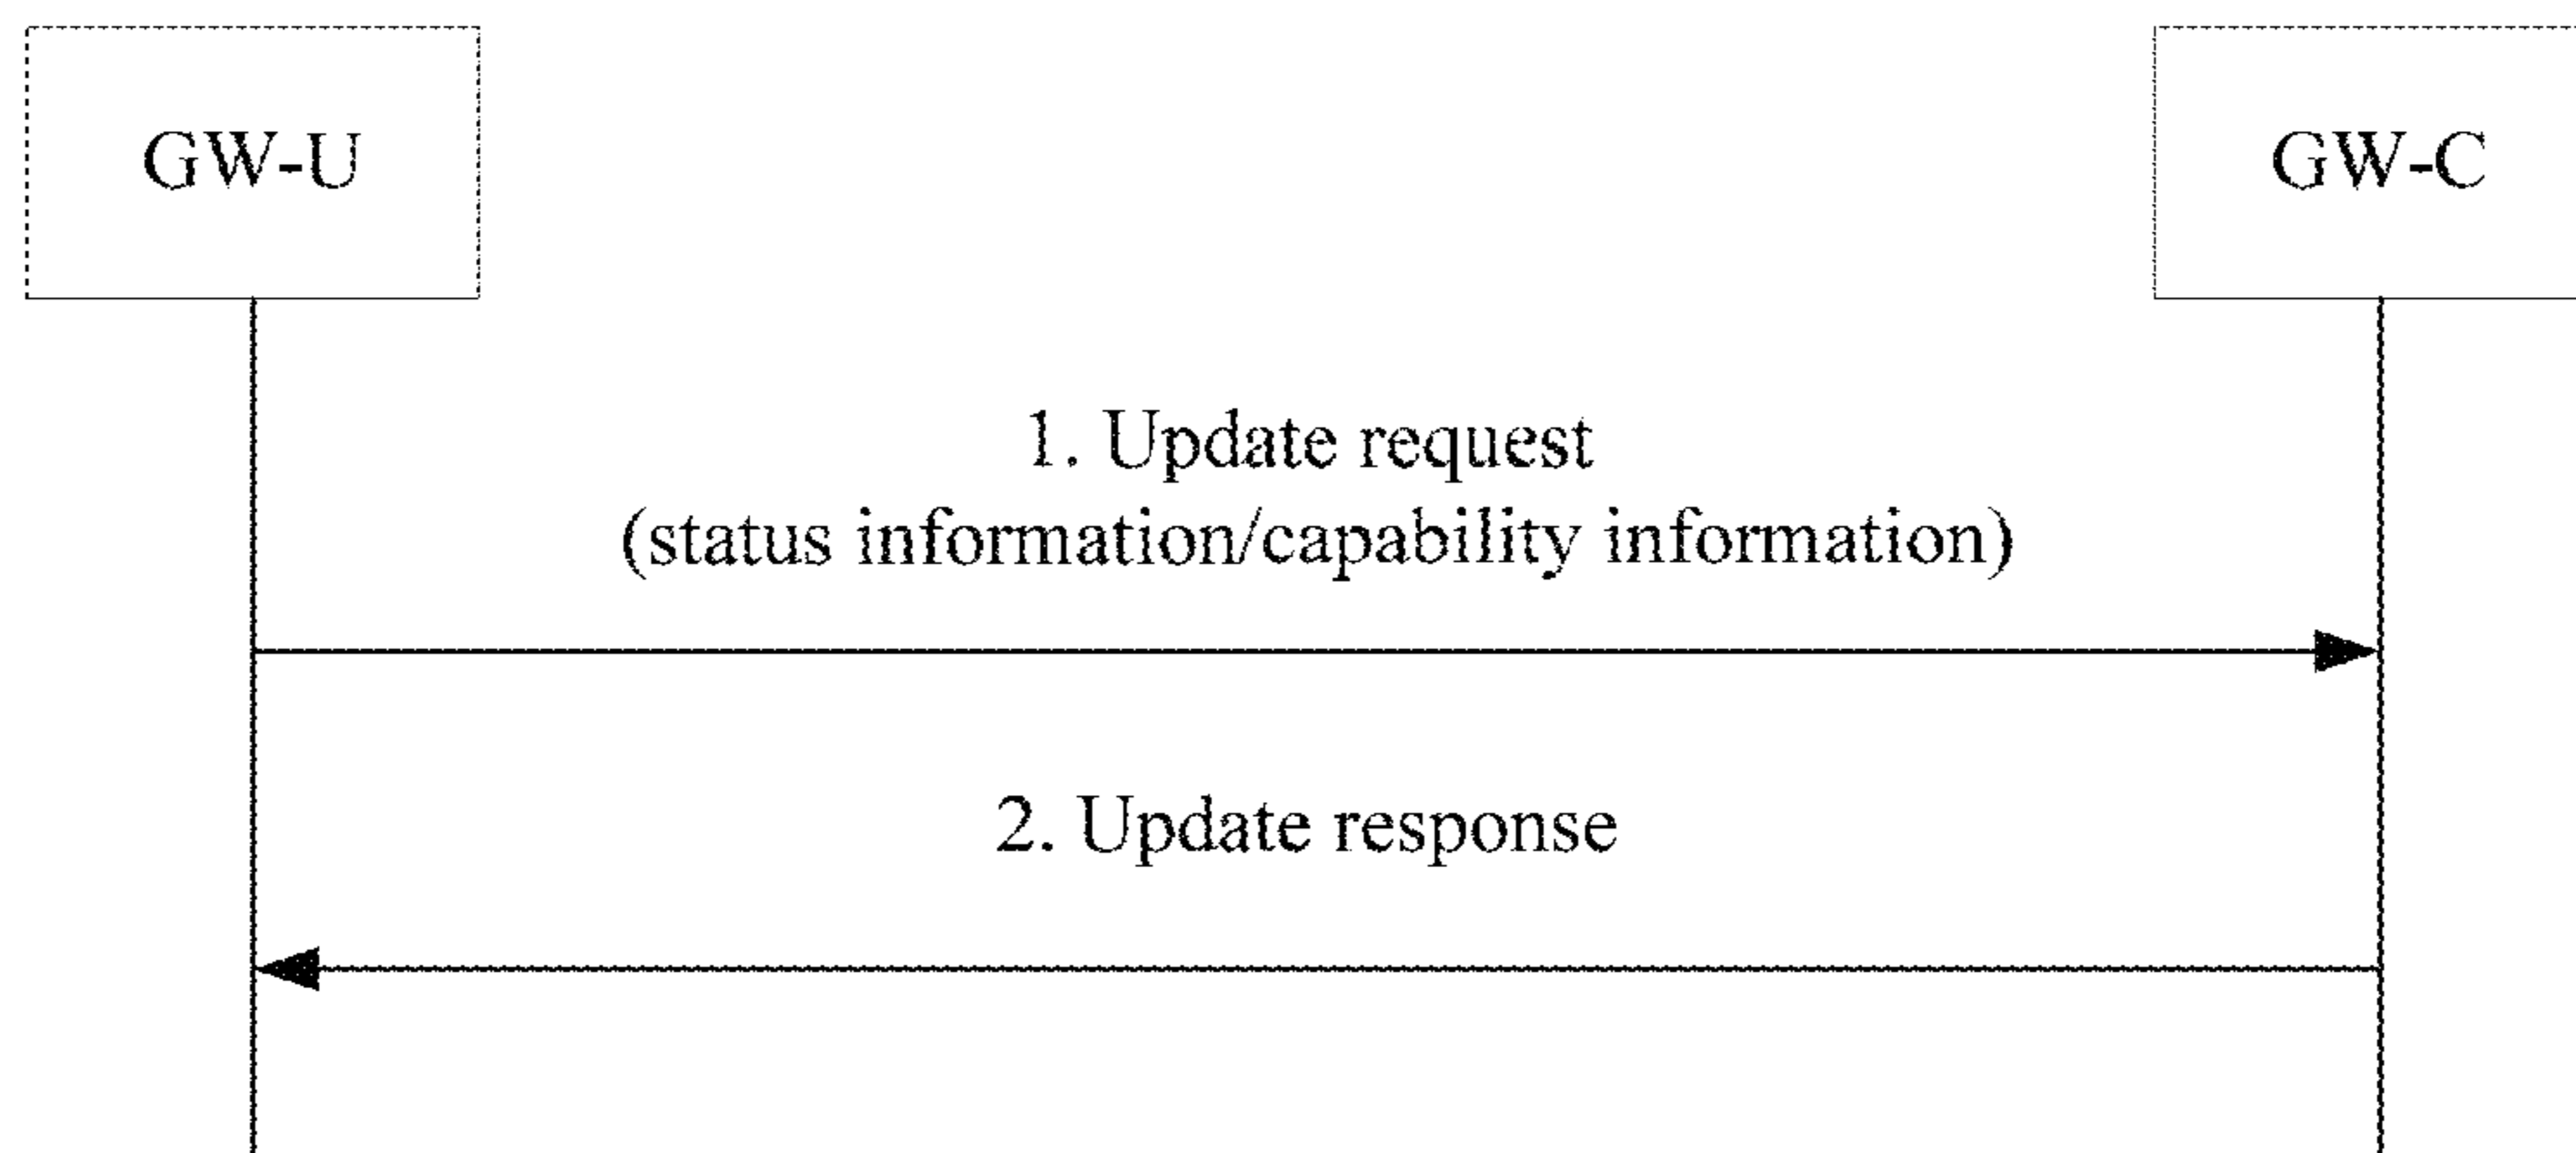 GW-U
GW-C
1. Update request
(status information/capability information)
2. Update response